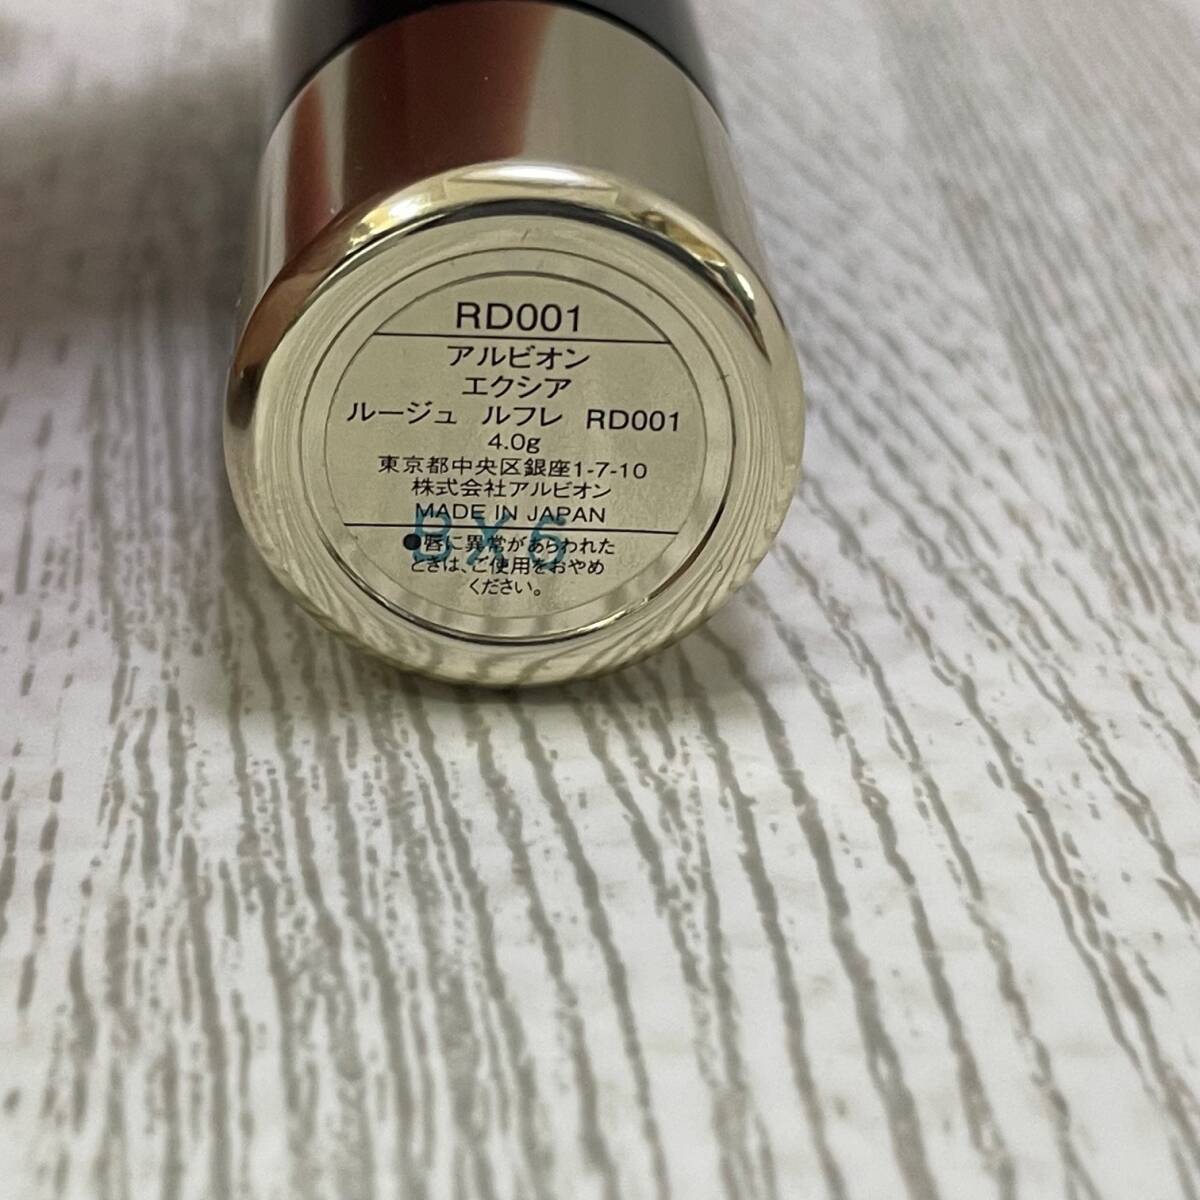 RD001
アルビオン
エクシア
ルージュ ルフレ RD001
4.0g
東京都中央区銀座1-7-10
株式会社アルビオン
MADE IN JAPAN
●唇に異常があらわれた
ときは、ご使用をおやめ
ください。